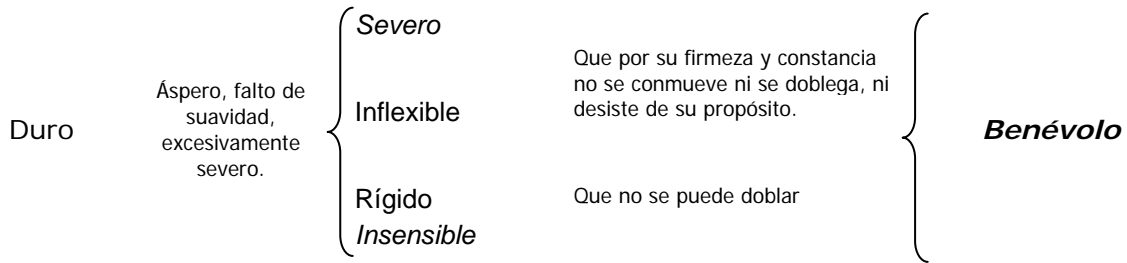 Duro
Áspero, falto de
suavidad,
excesivamente
severo.
Severo
Inflexible
Rígido
Insensible
Que por su firmeza y constancia
no se conmueve ni se doblega, ni
desiste de su propósito.
Que no se puede doblar
Benévolo